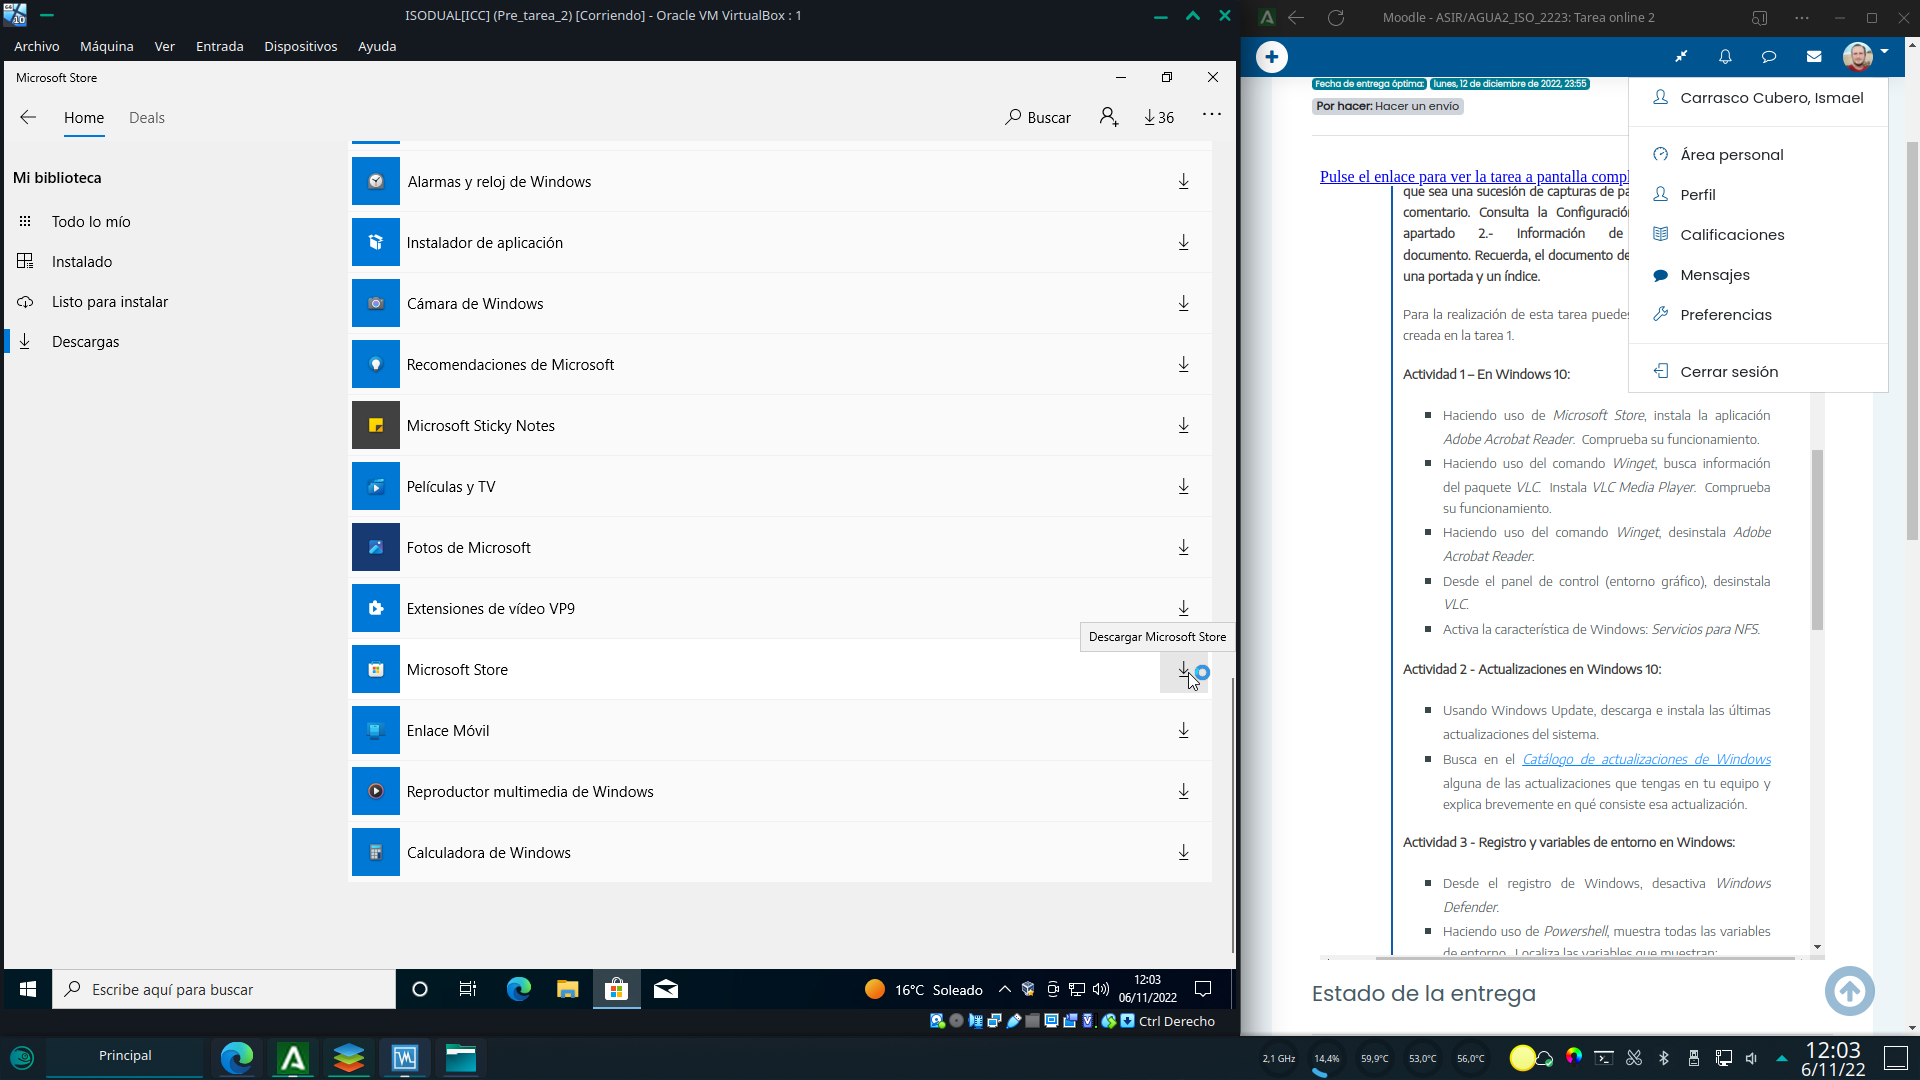 ISODUAL[ICC] (Pre_tarea_2) [Corriendo] - Oracle VM VirtualBox : 1
Archivo Máquina Ver Entrada Dispositivos Ayuda
Microsoft Store
Home Deals
Buscar
36
Mi biblioteca
Todo lo mío
Instalado
Listo para instalar
Descargas
Alarmas y reloj de Windows
Instalador de aplicación
Cámara de Windows
Recomendaciones de Microsoft
Microsoft Sticky Notes
Películas y TV
Fotos de Microsoft
Extensiones de vídeo VP9
Descargar Microsoft Store
Microsoft Store
Enlace Móvil
Reproductor multimedia de Windows
Calculadora de Windows
Escribe aquí para buscar
16°C Soleado
12:03
06/11/2022
Ctrl Derecho
Moodle - ASIR/AGUA2_ISO_2223: Tarea online 2
Fecha de entrega óptima: lunes, 12 de diciembre de 2022, 23:55
Por hacer: Hacer un envío
Carrasco Cubero, Ismael
Área personal
Perfil
Calificaciones
Mensajes
Preferencias
Cerrar sesión
Pulse el enlace para ver la tarea a pantalla compl
que sea una sucesión de capturas de pa
comentario. Consulta la Configuració
apartado 2.- Información de
documento. Recuerda, el documento de
una portada y un índice.
Para la realización de esta tarea puede
creada en la tarea 1.
Actividad 1 – En Windows 10:
Haciendo uso de Microsoft Store, instala la aplicación
Adobe Acrobat Reader. Comprueba su funcionamiento.
Haciendo uso del comando Winget, busca información
del paquete VLC. Instala VLC Media Player. Comprueba
su funcionamiento.
Haciendo uso del comando Winget, desinstala Adobe
Acrobat Reader.
Desde el panel de control (entorno gráfico), desinstala
VLC.
Activa la característica de Windows: Servicios para NFS.
Actividad 2 - Actualizaciones en Windows 10:
Usando Windows Update, descarga e instala las últimas
actualizaciones del sistema.
Busca en el Catálogo de actualizaciones de Windows
alguna de las actualizaciones que tengas en tu equipo y
explica brevemente en qué consiste esa actualización.
Actividad 3 - Registro y variables de entorno en Windows:
Desde el registro de Windows, desactiva Windows
Defender.
Haciendo uso de Powershell, muestra todas las variables
de entorno. Localiza las variables que muestran:
Estado de la entrega
Principal
2,1 GHz 14,4% 59,9°C 53,0°C 56,0°C
12:03
6/11/22